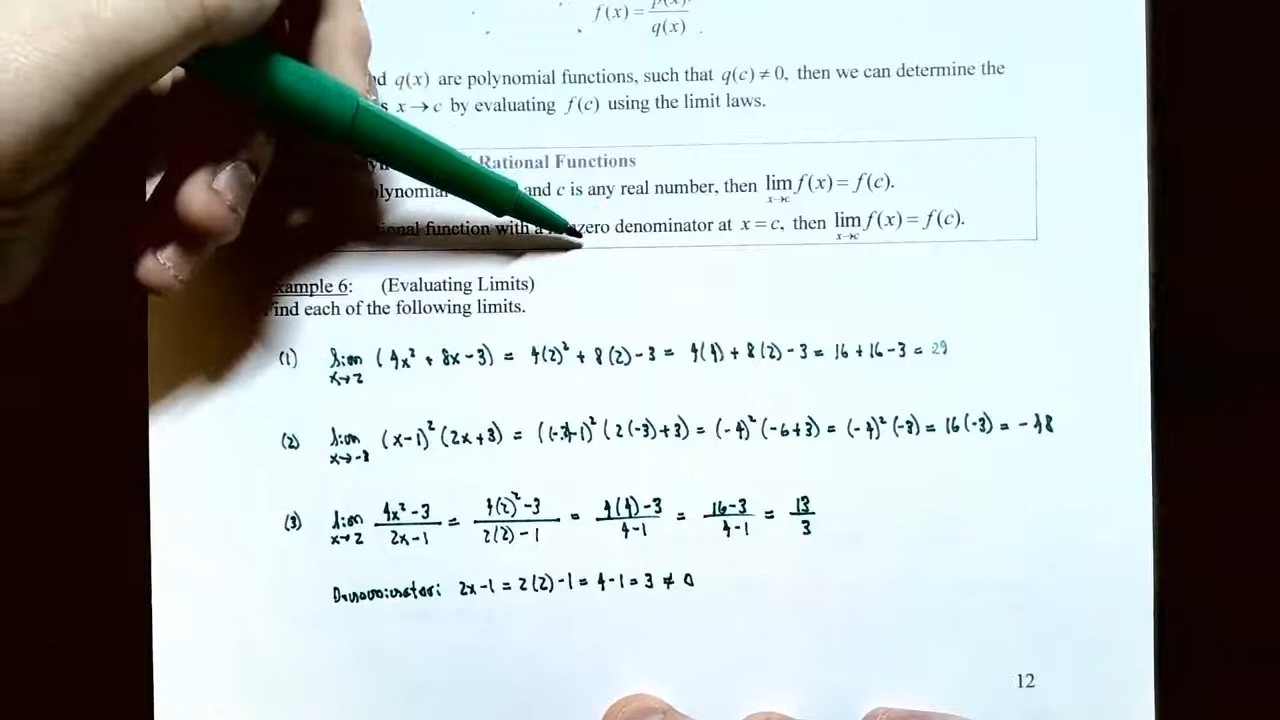 f(x) = p(x)/q(x)
q(x) are polynomial functions, such that q(c) ≠ 0, then we can determine the
x → c by evaluating f(c) using the limit laws.
Rational Functions
and c is any real number, then lim x→c f(x) = f(c).
function with a zero denominator at x = c, then lim x→c f(x) = f(c).
Example 6: (Evaluating Limits)
Find each of the following limits.
(1) lim x→2 (4x² + 8x - 3) = 4(2)² + 8(2) - 3 = 4(4) + 8(2) - 3 = 16 + 16 - 3 = 29
(2) lim x→-3 (x-1)² (2x+3) = (-3-1)² (2(-3)+3) = (-4)² (-6+3) = (-4)² (-3) = 16(-3) = -48
(3) lim x→2 (4x² - 3)/(2x - 1) = (4(2)² - 3)/(2(2) - 1) = (4(4) - 3)/(4 - 1) = (16 - 3)/(4 - 1) = 13/3
Denominator: 2x - 1 = 2(2) - 1 = 4 - 1 = 3 ≠ 0
12